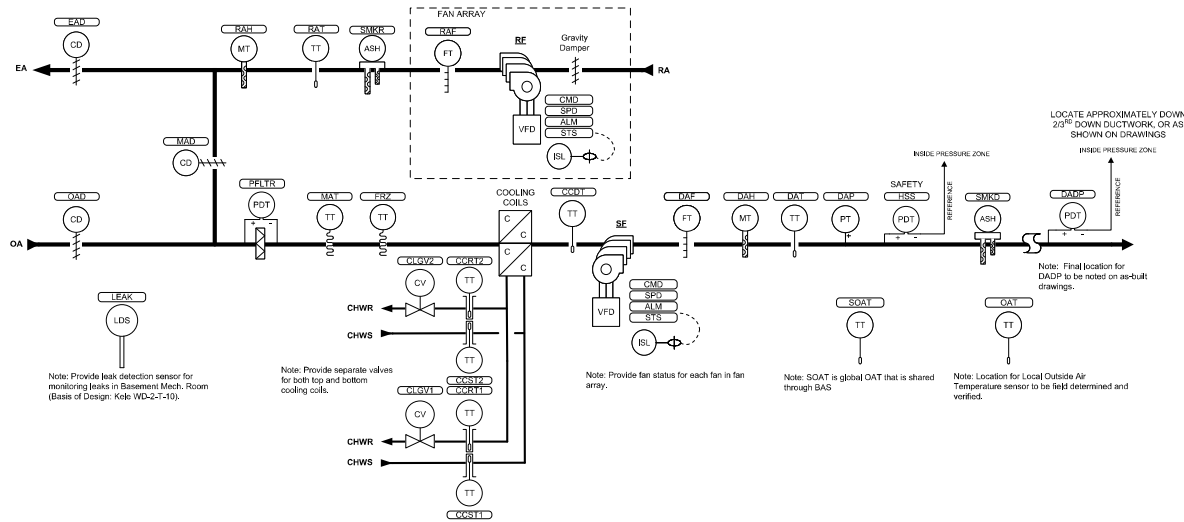 FAN ARRAY
EAD
CD
RAH
MT
RAT
TT
SMKR
ASH
RAF
FT
RF
Gravity
Damper
EA
RA
VFD
CMD
SPD
ALM
STS
ISL
MAD
CD
LOCATE APPROXIMATELY DOWN
2/3RD DOWN DUCTWORK, OR AS
SHOWN ON DRAWINGS
INSIDE PRESSURE ZONE
INSIDE PRESSURE ZONE
REFERENCE
REFERENCE
OAD
CD
PFLTR
PDT
+ -
MAT
TT
FRZ
TT
COOLING
COILS
C
C
C
C
CCDT
TT
SF
DAF
FT
DAH
MT
DAT
TT
DAP
PT
+
SAFETY
HSS
PDT
+ -
SMKD
ASH
DADP
PDT
+ -
OA
VFD
CMD
SPD
ALM
STS
ISL
Note: Final location for
DADP to be noted on as-built
drawings.
CLGV2
CV
CCRT2
TT
CHWR
CHWS
TT
CCST2
LEAK
LDS
Note: Provide leak detection sensor for
monitoring leaks in Basement Mech. Room
(Basis of Design: Kele WD-2-T-10).
Note: Provide separate valves
for both top and bottom
cooling coils.
Note: Provide fan status for each fan in fan
array.
SOAT
TT
Note: SOAT is global OAT that is shared
through BAS
OAT
TT
Note: Location for Local Outside Air
Temperature sensor to be field determined and
verified.
CLGV1
CV
CCRT1
TT
CHWR
CHWS
TT
CCST1